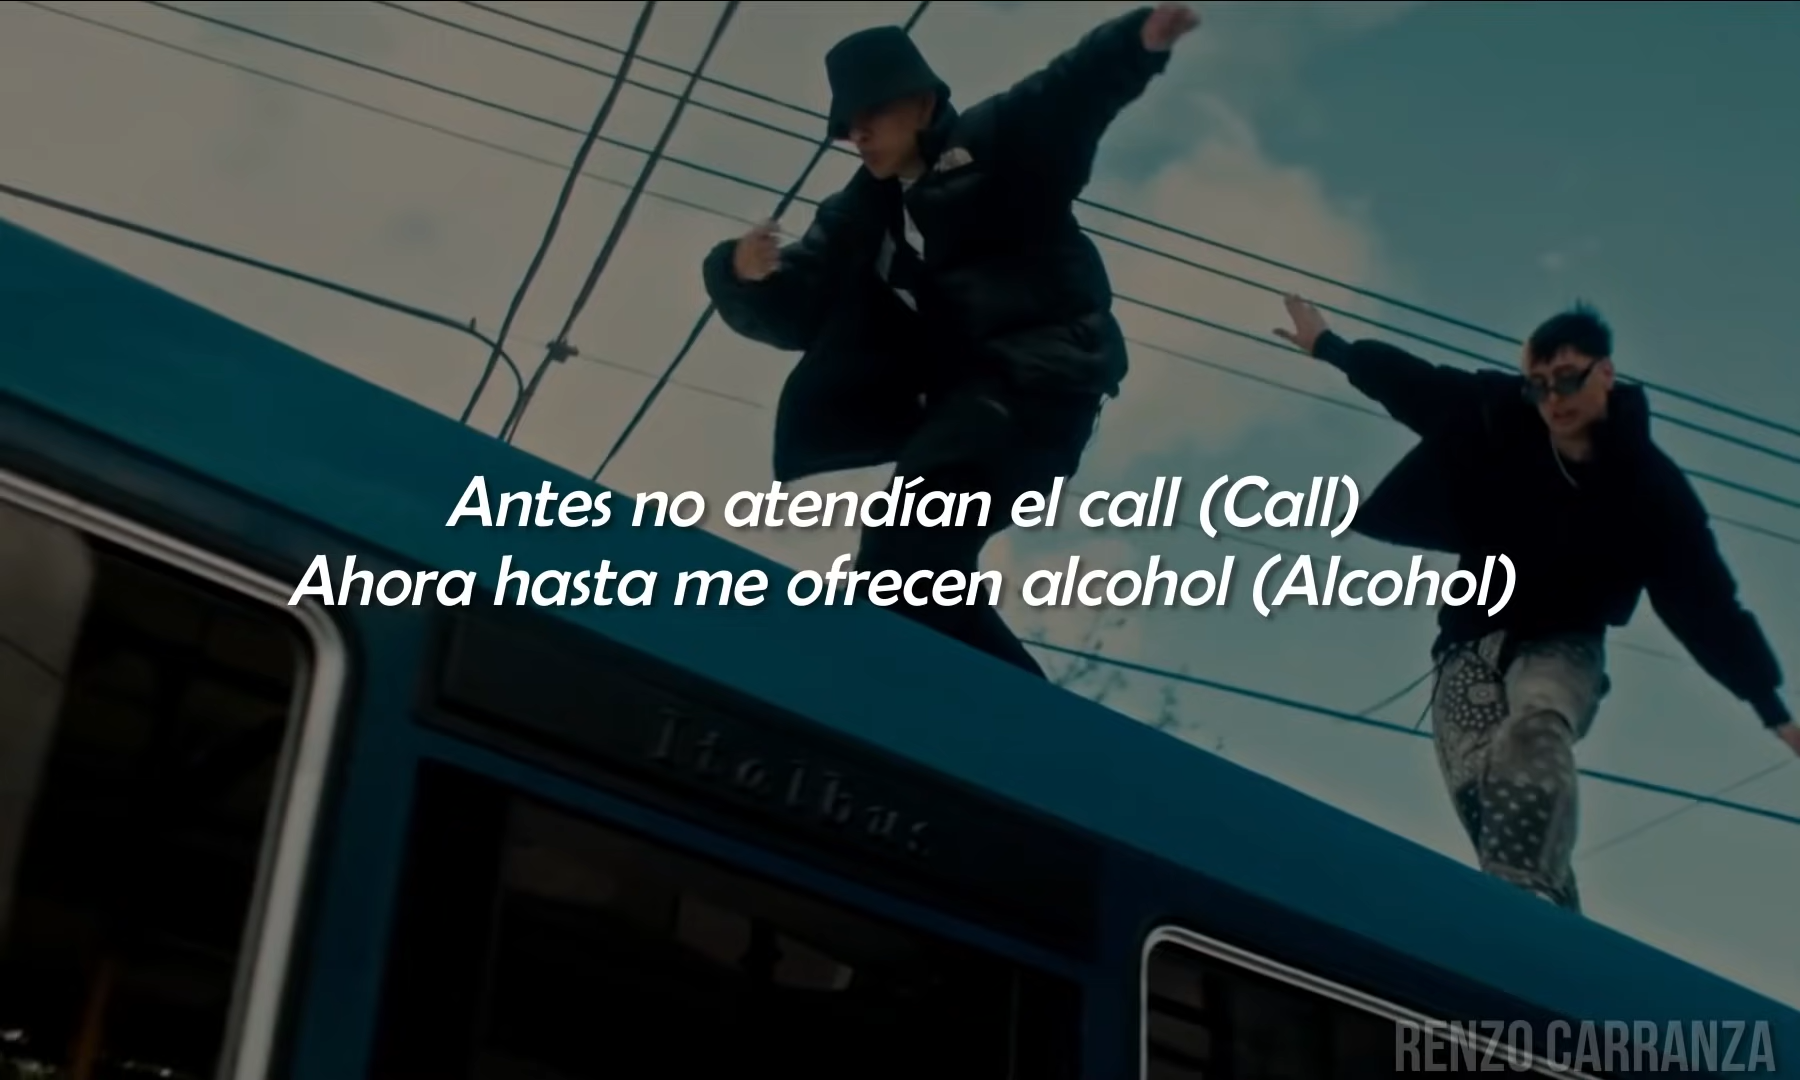 Antes no atendían el call (Call)
Ahora hasta me ofrecen alcohol (Alcohol)
RENZO CARRANZA